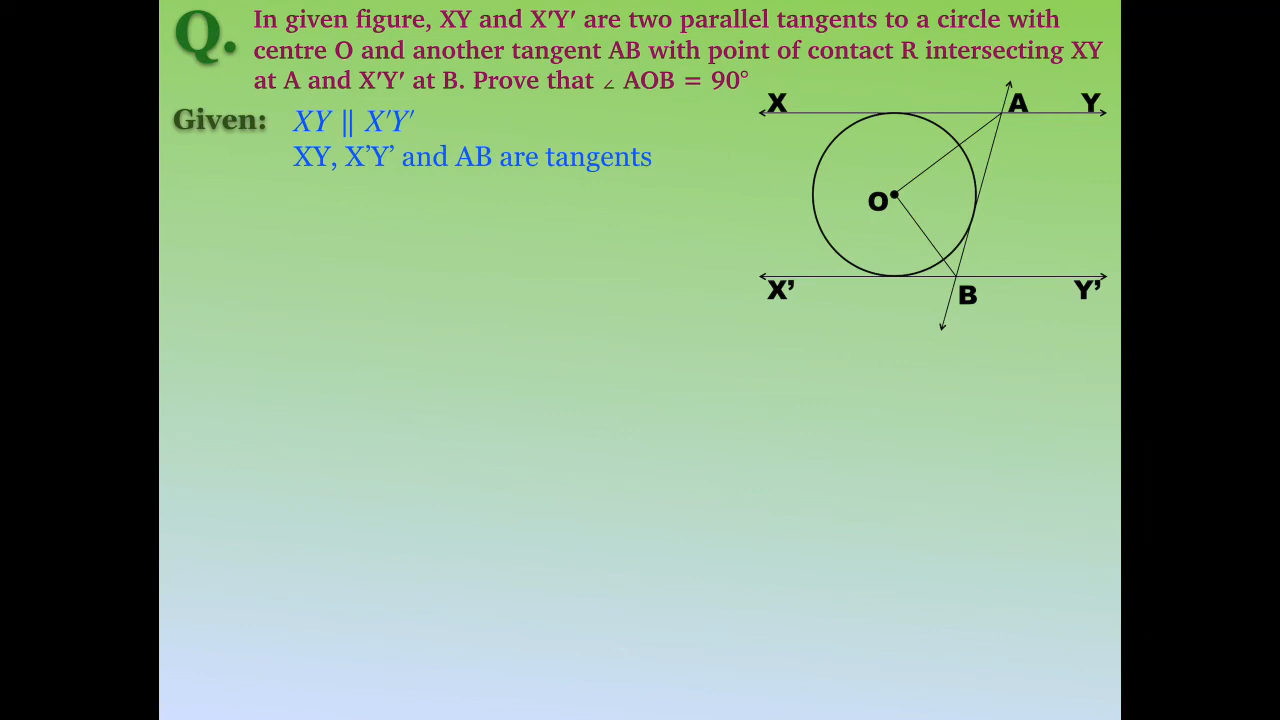 Q. In given figure, XY and X′Y′ are two parallel tangents to a circle with
centre O and another tangent AB with point of contact R intersecting XY
at A and X′Y′ at B. Prove that ∠ AOB = 90°
Given: XY ∥ X′Y′
XY, X’Y’ and AB are tangents
X A Y
O
X’ B Y’